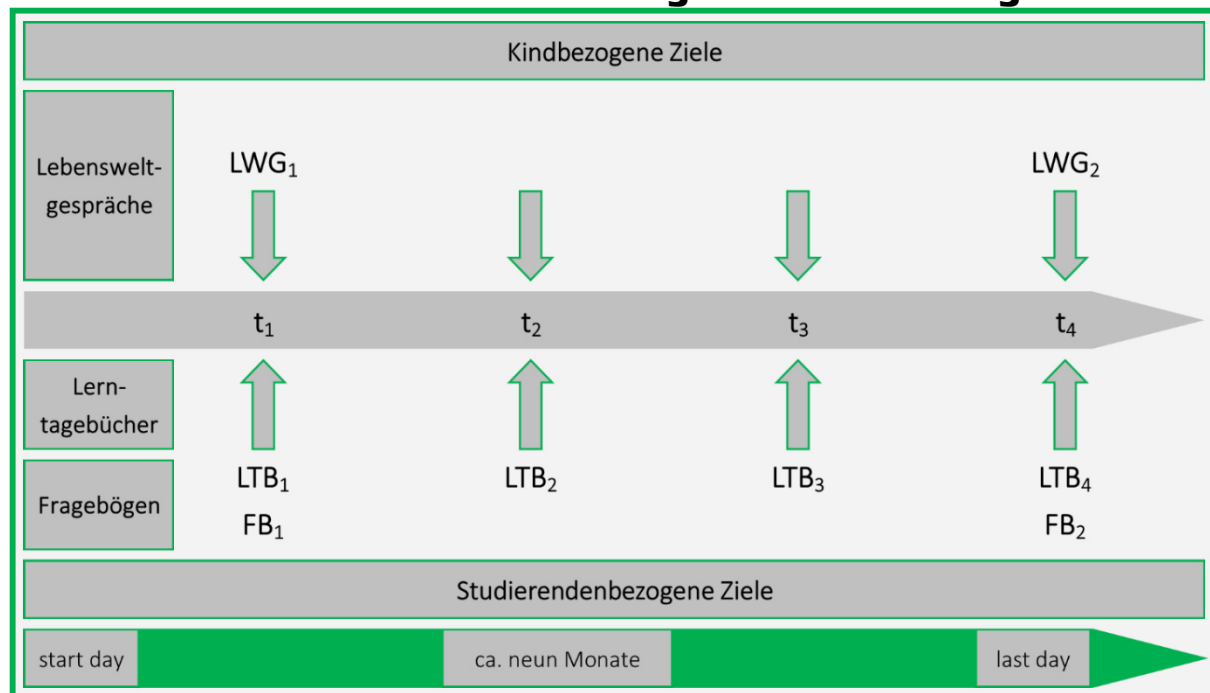 Kindbezogene Ziele
Lebenswelt-
gespräche
LWG₁
LWG₂
t₁
t₂
t₃
t₄
Lern-
tagebücher
Fragebögen
LTB₁
LTB₂
LTB₃
LTB₄
FB₁
FB₂
Studierendenbezogene Ziele
start day
ca. neun Monate
last day